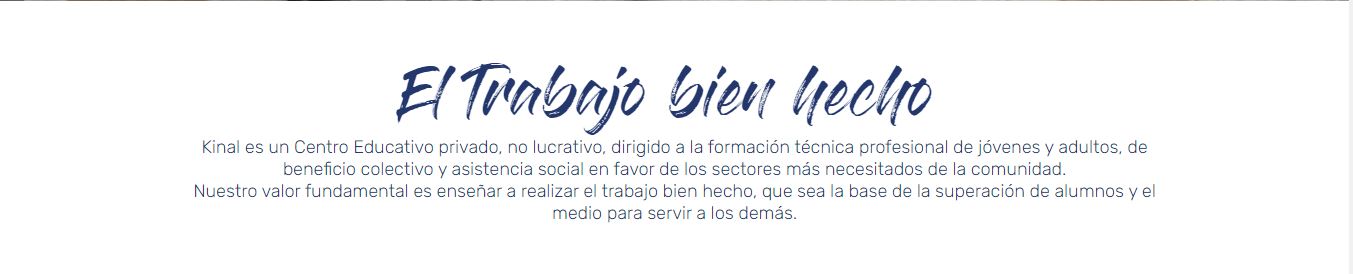 El Trabajo bien hecho
Kinal es un Centro Educativo privado, no lucrativo, dirigido a la formación técnica profesional de jóvenes y adultos, de
beneficio colectivo y asistencia social en favor de los sectores más necesitados de la comunidad.
Nuestro valor fundamental es enseñar a realizar el trabajo bien hecho, que sea la base de la superación de alumnos y el
medio para servir a los demás.